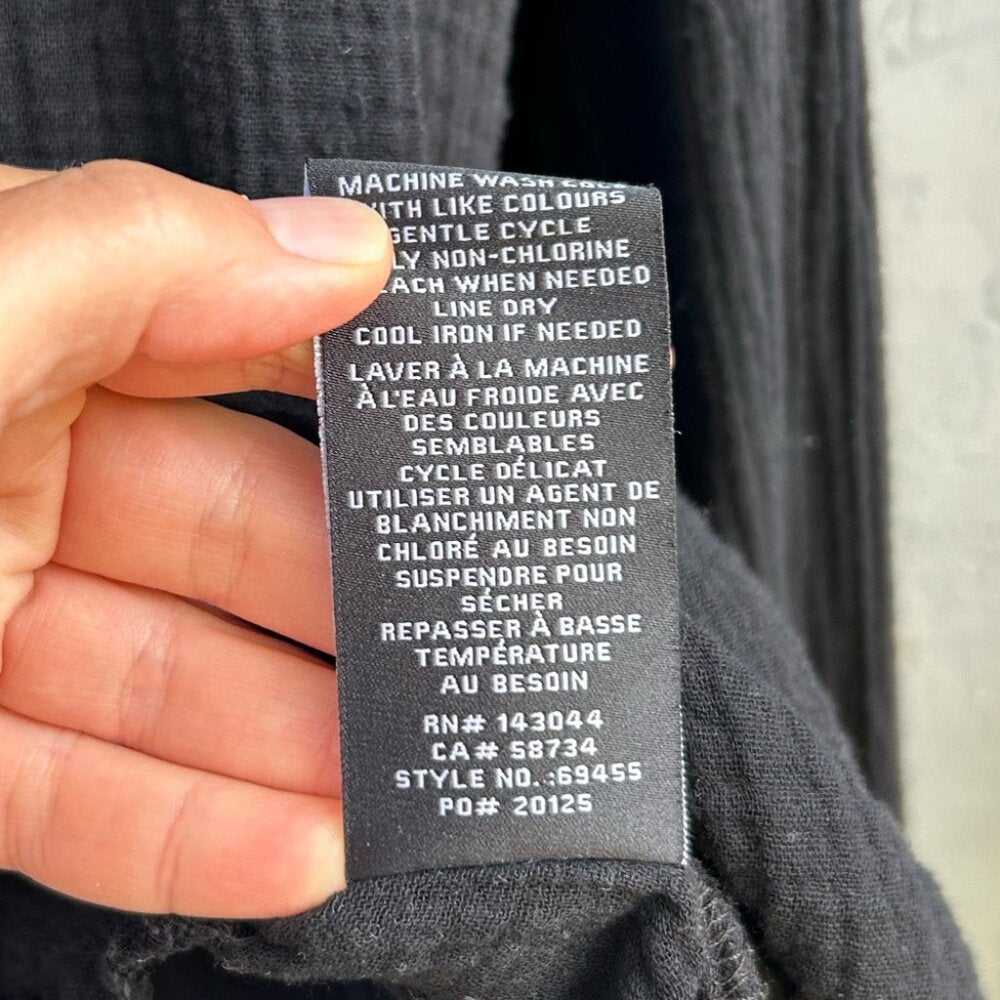 MACHINE WASH COLD
WITH LIKE COLOURS
GENTLE CYCLE
NON-CHLORINE
WHEN NEEDED
LINE DRY
COOL IRON IF NEEDED
LAVER À LA MACHINE
À L'EAU FROIDE AVEC
DES COULEURS
SEMBLABLES
CYCLE DÉLICAT
UTILISER UN AGENT DE
BLANCHIMENT NON
CHLORÉ AU BESOIN
SUSPENDRE POUR
SÉCHER
REPASSER À BASSE
TEMPÉRATURE
AU BESOIN
RN# 143044
CA# 58734
STYLE NO.:69455
PO# 20125